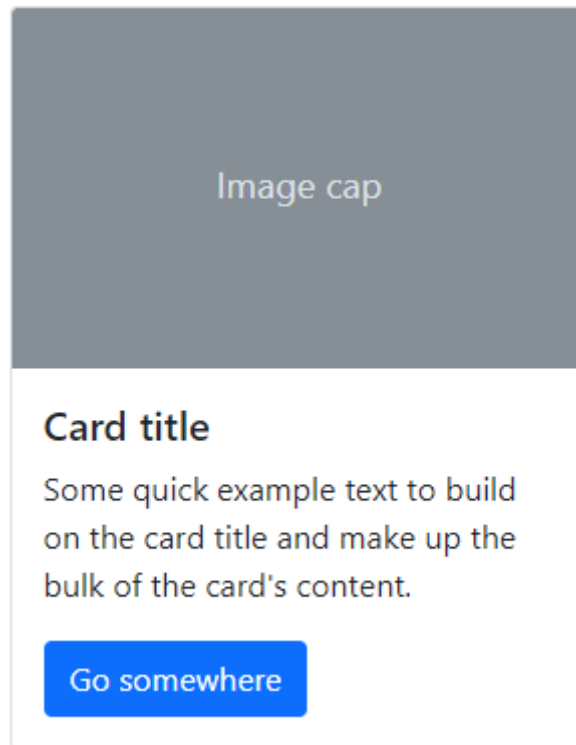 Image cap
Card title
Some quick example text to build
on the card title and make up the
bulk of the card's content.
Go somewhere